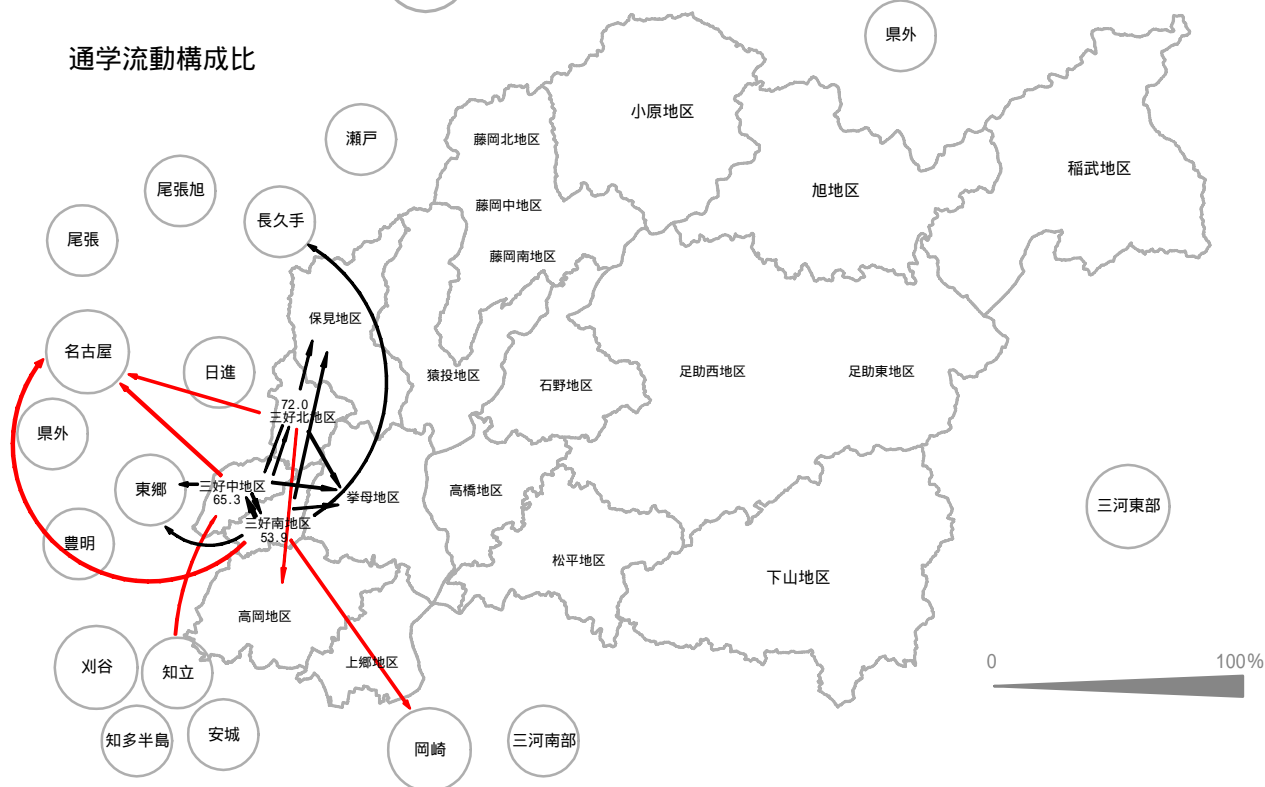 通学流動構成比
県外
小原地区
瀬戸
藤岡北地区
稲武地区
尾張旭
旭地区
藤岡中地区
長久手
尾張
藤岡南地区
保見地区
名古屋
日進
猿投地区
石野地区
足助西地区
足助東地区
72.0
三好北地区
県外
三好中地区
65.3
東郷
挙母地区
高橋地区
三河東部
三好南地区
53.9
豊明
松平地区
下山地区
高岡地区
上郷地区
刈谷
知立
0
100%
知多半島
安城
岡崎
三河南部